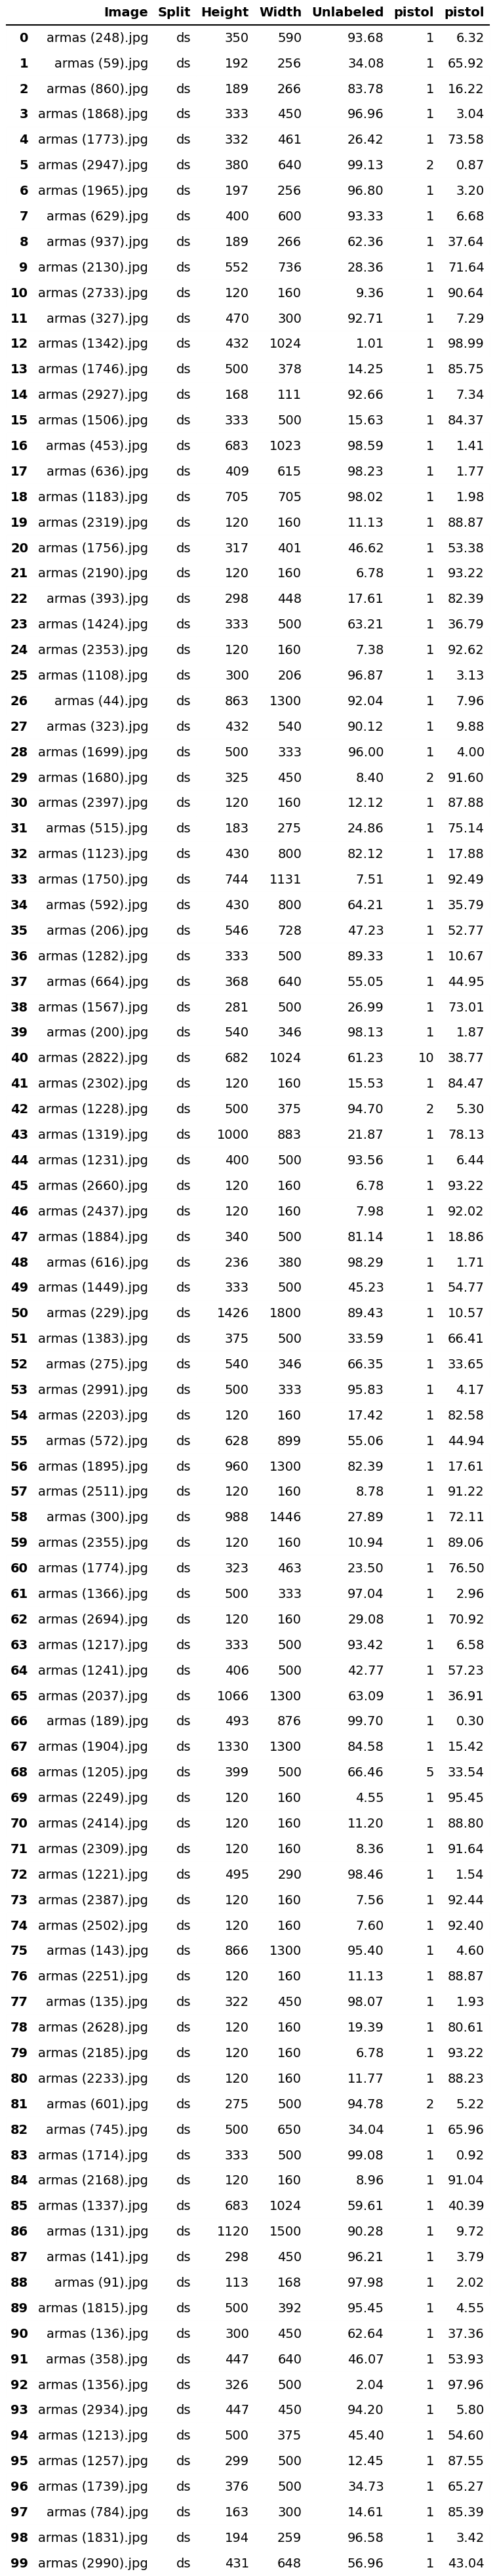 Image Split Height Width Unlabeled pistol pistol
0 armas (248).jpg ds 350 590 93.68 1 6.32
1 armas (59).jpg ds 192 256 34.08 1 65.92
2 armas (860).jpg ds 189 266 83.78 1 16.22
3 armas (1868).jpg ds 333 450 96.96 1 3.04
4 armas (1773).jpg ds 332 461 26.42 1 73.58
5 armas (2947).jpg ds 380 640 99.13 2 0.87
6 armas (1965).jpg ds 197 256 96.80 1 3.20
7 armas (629).jpg ds 400 600 93.33 1 6.68
8 armas (937).jpg ds 189 266 62.36 1 37.64
9 armas (2130).jpg ds 552 736 28.36 1 71.64
10 armas (2733).jpg ds 120 160 9.36 1 90.64
11 armas (327).jpg ds 470 300 92.71 1 7.29
12 armas (1342).jpg ds 432 1024 1.01 1 98.99
13 armas (1746).jpg ds 500 378 14.25 1 85.75
14 armas (2927).jpg ds 168 111 92.66 1 7.34
15 armas (1506).jpg ds 333 500 15.63 1 84.37
16 armas (453).jpg ds 683 1023 98.59 1 1.41
17 armas (636).jpg ds 409 615 98.23 1 1.77
18 armas (1183).jpg ds 705 705 98.02 1 1.98
19 armas (2319).jpg ds 120 160 11.13 1 88.87
20 armas (1756).jpg ds 317 401 46.62 1 53.38
21 armas (2190).jpg ds 120 160 6.78 1 93.22
22 armas (393).jpg ds 298 448 17.61 1 82.39
23 armas (1424).jpg ds 333 500 63.21 1 36.79
24 armas (2353).jpg ds 120 160 7.38 1 92.62
25 armas (1108).jpg ds 300 206 96.87 1 3.13
26 armas (44).jpg ds 863 1300 92.04 1 7.96
27 armas (323).jpg ds 432 540 90.12 1 9.88
28 armas (1699).jpg ds 500 333 96.00 1 4.00
29 armas (1680).jpg ds 325 450 8.40 2 91.60
30 armas (2397).jpg ds 120 160 12.12 1 87.88
31 armas (515).jpg ds 183 275 24.86 1 75.14
32 armas (1123).jpg ds 430 800 82.12 1 17.88
33 armas (1750).jpg ds 744 1131 7.51 1 92.49
34 armas (592).jpg ds 430 800 64.21 1 35.79
35 armas (206).jpg ds 546 728 47.23 1 52.77
36 armas (1282).jpg ds 333 500 89.33 1 10.67
37 armas (664).jpg ds 368 640 55.05 1 44.95
38 armas (1567).jpg ds 281 500 26.99 1 73.01
39 armas (200).jpg ds 540 346 98.13 1 1.87
40 armas (2822).jpg ds 682 1024 61.23 10 38.77
41 armas (2302).jpg ds 120 160 15.53 1 84.47
42 armas (1228).jpg ds 500 375 94.70 2 5.30
43 armas (1319).jpg ds 1000 883 21.87 1 78.13
44 armas (1231).jpg ds 400 500 93.56 1 6.44
45 armas (2660).jpg ds 120 160 6.78 1 93.22
46 armas (2437).jpg ds 120 160 7.98 1 92.02
47 armas (1884).jpg ds 340 500 81.14 1 18.86
48 armas (616).jpg ds 236 380 98.29 1 1.71
49 armas (1449).jpg ds 333 500 45.23 1 54.77
50 armas (229).jpg ds 1426 1800 89.43 1 10.57
51 armas (1383).jpg ds 375 500 33.59 1 66.41
52 armas (275).jpg ds 540 346 66.35 1 33.65
53 armas (2991).jpg ds 500 333 95.83 1 4.17
54 armas (2203).jpg ds 120 160 17.42 1 82.58
55 armas (572).jpg ds 628 899 55.06 1 44.94
56 armas (1895).jpg ds 960 1300 82.39 1 17.61
57 armas (2511).jpg ds 120 160 8.78 1 91.22
58 armas (300).jpg ds 988 1446 27.89 1 72.11
59 armas (2355).jpg ds 120 160 10.94 1 89.06
60 armas (1774).jpg ds 323 463 23.50 1 76.50
61 armas (1366).jpg ds 500 333 97.04 1 2.96
62 armas (2694).jpg ds 120 160 29.08 1 70.92
63 armas (1217).jpg ds 333 500 93.42 1 6.58
64 armas (1241).jpg ds 406 500 42.77 1 57.23
65 armas (2037).jpg ds 1066 1300 63.09 1 36.91
66 armas (189).jpg ds 493 876 99.70 1 0.30
67 armas (1904).jpg ds 1330 1300 84.58 1 15.42
68 armas (1205).jpg ds 399 500 66.46 5 33.54
69 armas (2249).jpg ds 120 160 4.55 1 95.45
70 armas (2414).jpg ds 120 160 11.20 1 88.80
71 armas (2309).jpg ds 120 160 8.36 1 91.64
72 armas (1221).jpg ds 495 290 98.46 1 1.54
73 armas (2387).jpg ds 120 160 7.56 1 92.44
74 armas (2502).jpg ds 120 160 7.60 1 92.40
75 armas (143).jpg ds 866 1300 95.40 1 4.60
76 armas (2251).jpg ds 120 160 11.13 1 88.87
77 armas (135).jpg ds 322 450 98.07 1 1.93
78 armas (2628).jpg ds 120 160 19.39 1 80.61
79 armas (2185).jpg ds 120 160 6.78 1 93.22
80 armas (2233).jpg ds 120 160 11.77 1 88.23
81 armas (601).jpg ds 275 500 94.78 2 5.22
82 armas (745).jpg ds 500 650 34.04 1 65.96
83 armas (1714).jpg ds 333 500 99.08 1 0.92
84 armas (2168).jpg ds 120 160 8.96 1 91.04
85 armas (1337).jpg ds 683 1024 59.61 1 40.39
86 armas (131).jpg ds 1120 1500 90.28 1 9.72
87 armas (141).jpg ds 298 450 96.21 1 3.79
88 armas (91).jpg ds 113 168 97.98 1 2.02
89 armas (1815).jpg ds 500 392 95.45 1 4.55
90 armas (136).jpg ds 300 450 62.64 1 37.36
91 armas (358).jpg ds 447 640 46.07 1 53.93
92 armas (1356).jpg ds 326 500 2.04 1 97.96
93 armas (2934).jpg ds 447 450 94.20 1 5.80
94 armas (1213).jpg ds 500 375 45.40 1 54.60
95 armas (1257).jpg ds 299 500 12.45 1 87.55
96 armas (1739).jpg ds 376 500 34.73 1 65.27
97 armas (784).jpg ds 163 300 14.61 1 85.39
98 armas (1831).jpg ds 194 259 96.58 1 3.42
99 armas (2990).jpg ds 431 648 56.96 1 43.04